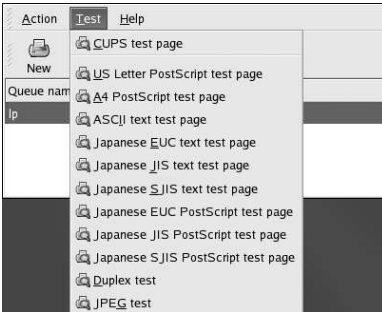 Action Test Help
New
CUPS test page
US Letter PostScript test page
Queue nam
A4 PostScript test page
lp
ASCII text test page
Japanese EUC text test page
Japanese JIS text test page
Japanese SJIS text test page
Japanese EUC PostScript test page
Japanese JIS PostScript test page
Japanese SJIS PostScript test page
Duplex test
JPEG test